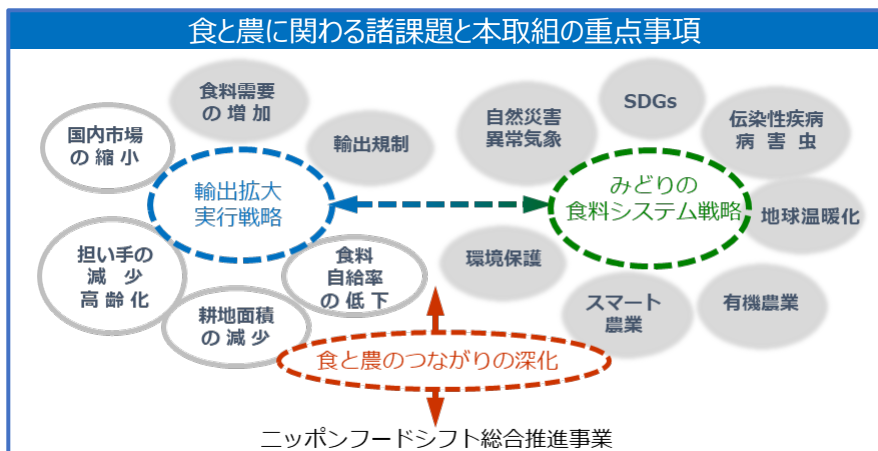 食と農に関わる諸課題と本取組の重点事項
食料需要
の 増 加
国内市場
の 縮 小
輸出規制
輸出拡大
実行戦略
担い手の
減　少
高 齢 化
食料
自給率
の 低 下
耕地面積
の 減 少
自然災害
異常気象
SDGs
伝染性疾病
病 害 虫
みどりの
食料システム戦略
地球温暖化
環境保護
スマート
農業
有機農業
食と農のつながりの深化
ニッポンフードシフト総合推進事業